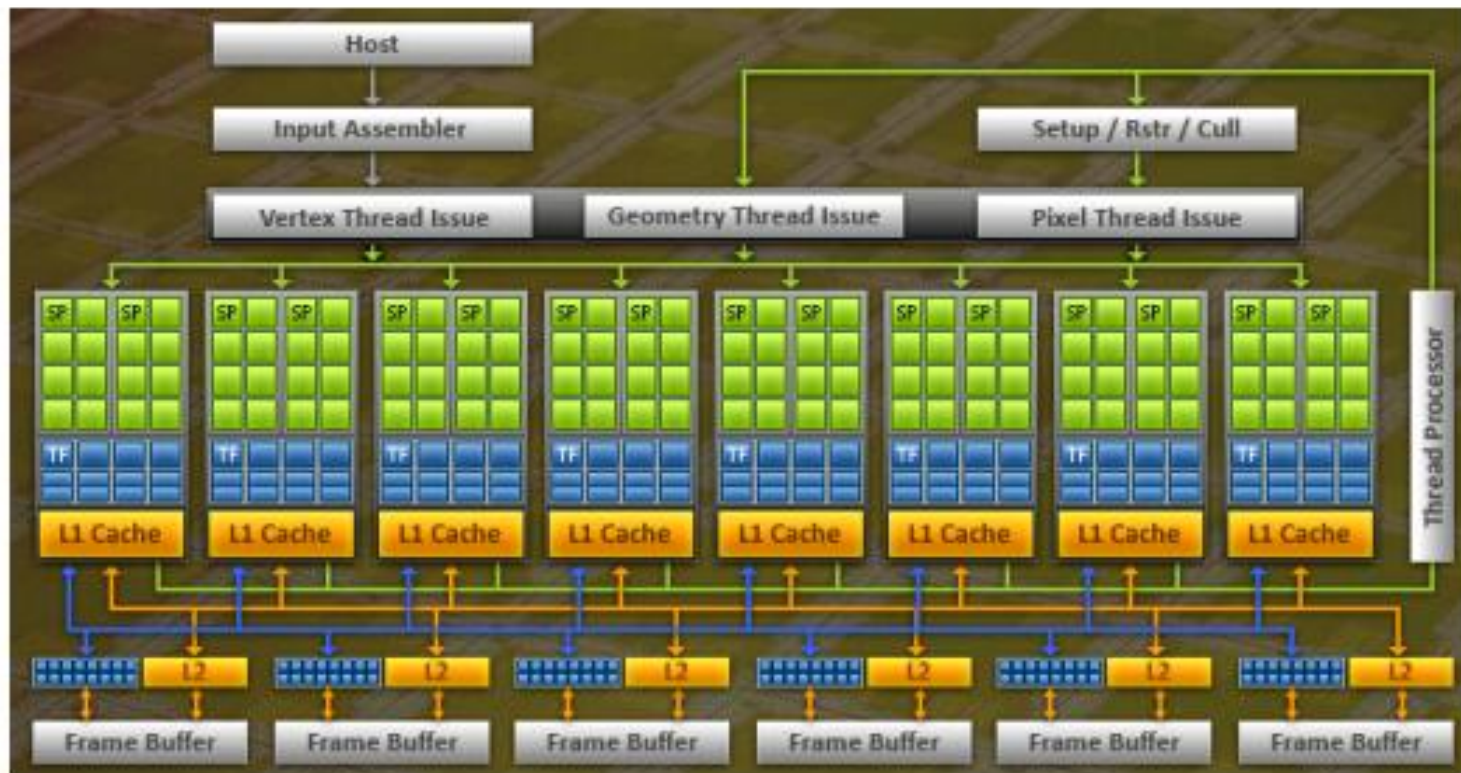 Host
Input Assembler
Setup / Rstr / Cull
Vertex Thread Issue
Geometry Thread Issue
Pixel Thread Issue
SP SP SP SP SP SP SP SP SP SP SP SP SP SP SP SP
Thread Processor
TF TF TF TF TF TF TF TF
L1 Cache L1 Cache L1 Cache L1 Cache L1 Cache L1 Cache L1 Cache L1 Cache
L2 L2 L2 L2 L2 L2
Frame Buffer Frame Buffer Frame Buffer Frame Buffer Frame Buffer Frame Buffer